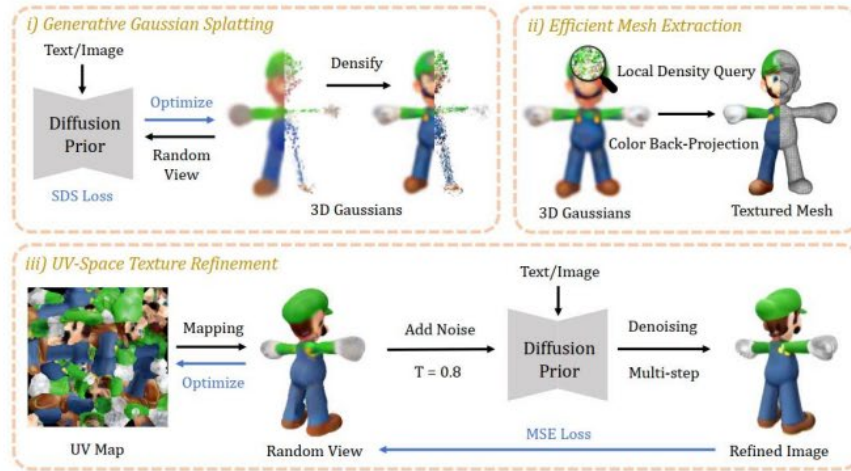 i) Generative Gaussian Splatting
Text/Image
Diffusion
Prior
SDS Loss
Optimize
Random
View
Densify
3D Gaussians
ii) Efficient Mesh Extraction
Local Density Query
Color Back-Projection
3D Gaussians
Textured Mesh
iii) UV-Space Texture Refinement
UV Map
Mapping
Optimize
Random View
Add Noise
T = 0.8
Text/Image
Diffusion
Prior
Denoising
Multi-step
MSE Loss
Refined Image